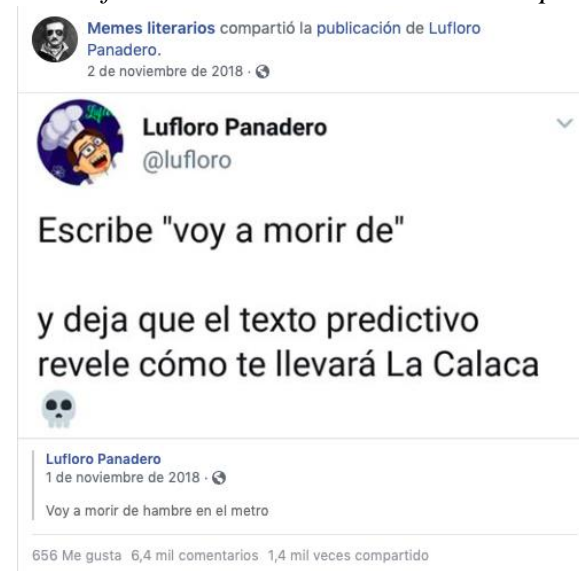 Memes literarios compartió la publicación de Lufloro
Panadero.
2 de noviembre de 2018 ·
Lufloro Panadero
@lufloro
Escribe "voy a morir de"
y deja que el texto predictivo
revele cómo te llevará La Calaca
💀
Lufloro Panadero
1 de noviembre de 2018 ·
Voy a morir de hambre en el metro
656 Me gusta 6,4 mil comentarios 1,4 mil veces compartido